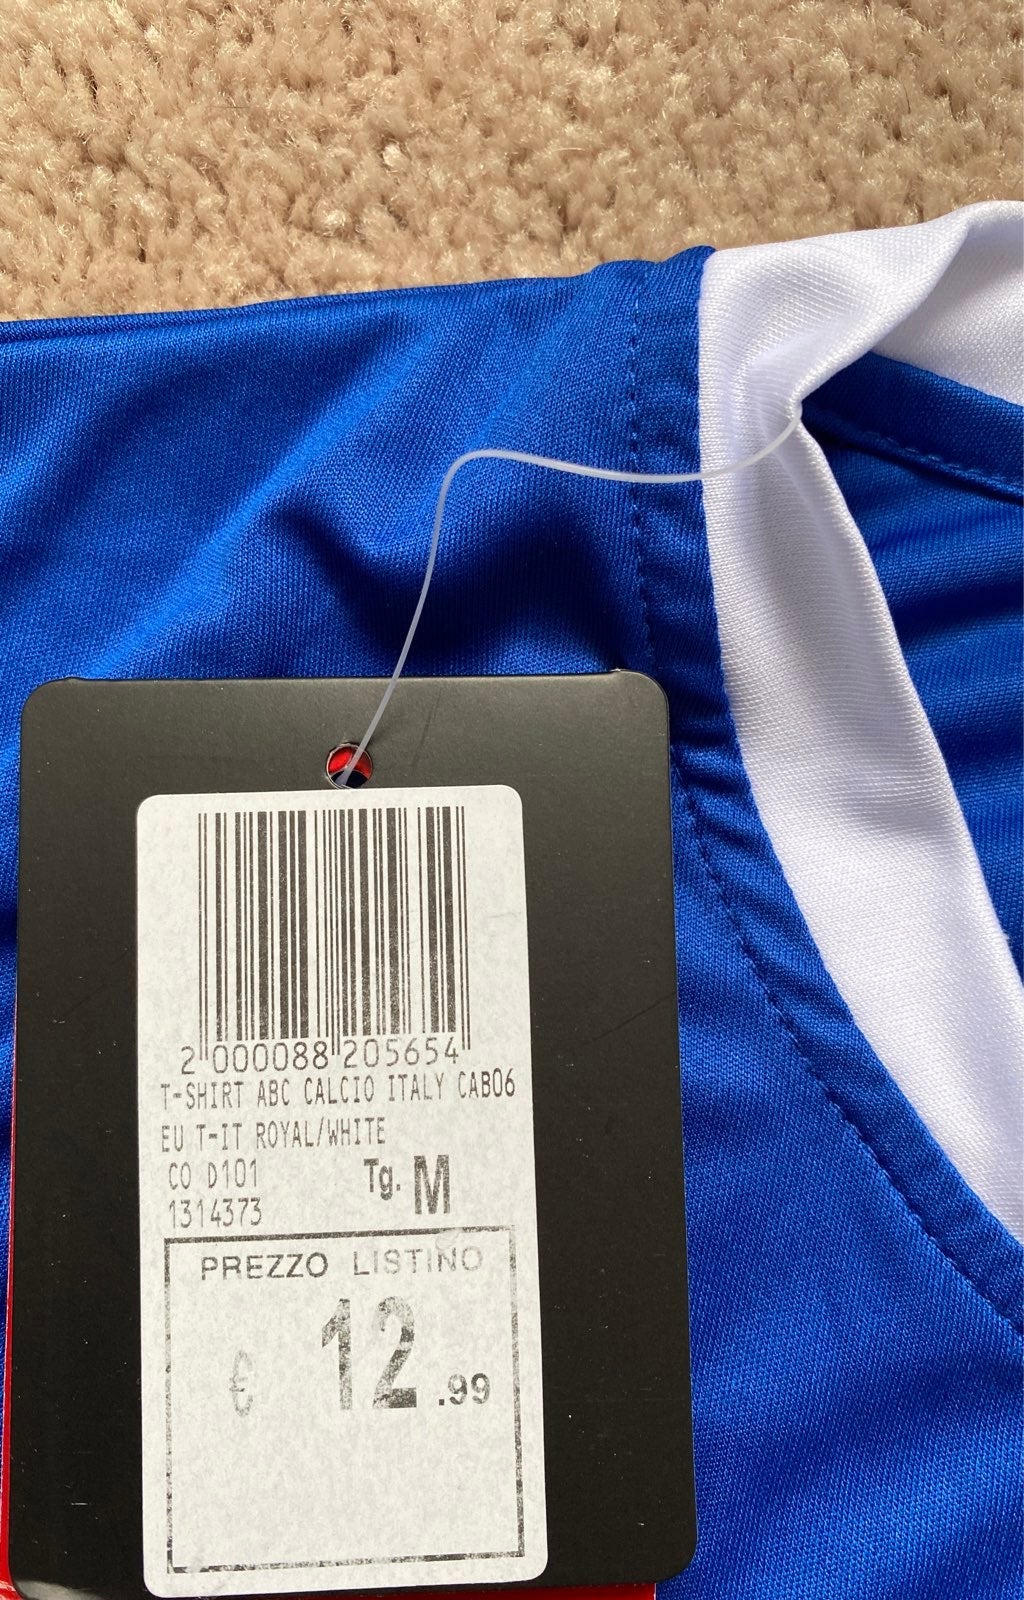 2 000088 205654
T-SHIRT ABC CALCIO ITALY CAB06
EU T-IT ROYAL/WHITE
CO D101
Tg. M
1314373
PREZZO LISTINO
€ 12.99